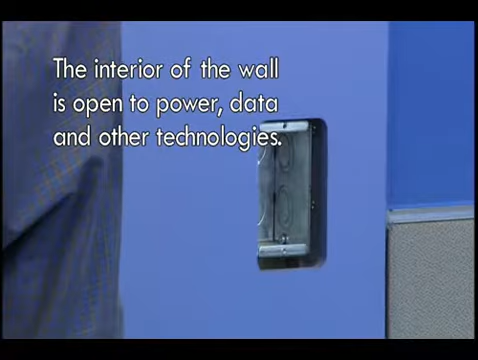 The interior of the wall
is open to power, data
and other technologies.